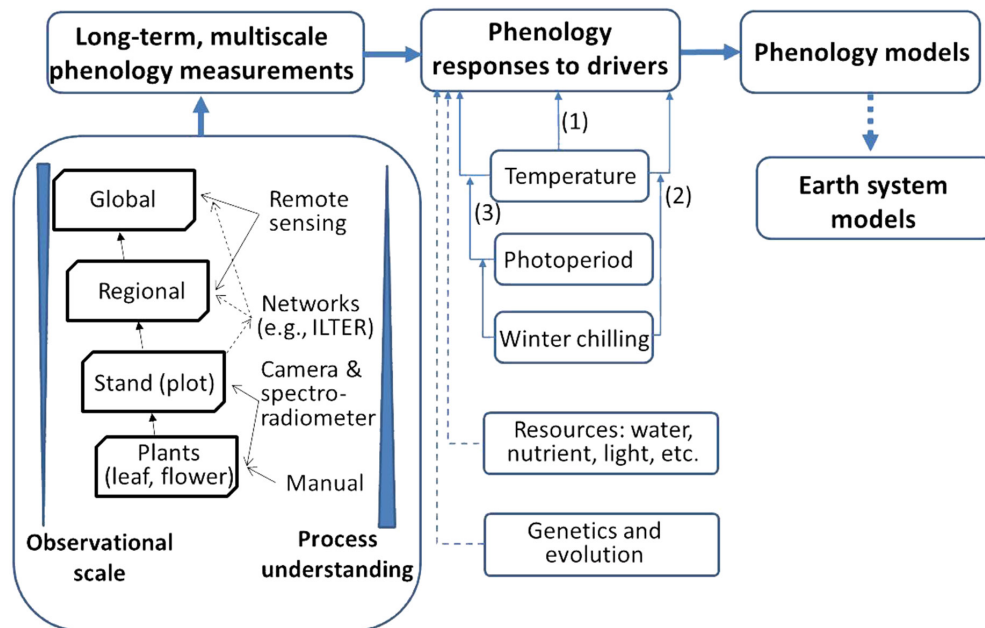 Long-term, multiscale
phenology measurements
Phenology
responses to drivers
Phenology models
Earth system
models
Global
Regional
Stand (plot)
Plants
(leaf, flower)
Remote
sensing
Networks
(e.g., ILTER)
Camera &
spectro-
radiometer
Manual
Observational
scale
Process
understanding
(1)
Temperature
(2)
(3)
Photoperiod
Winter chilling
Resources: water,
nutrient, light, etc.
Genetics and
evolution